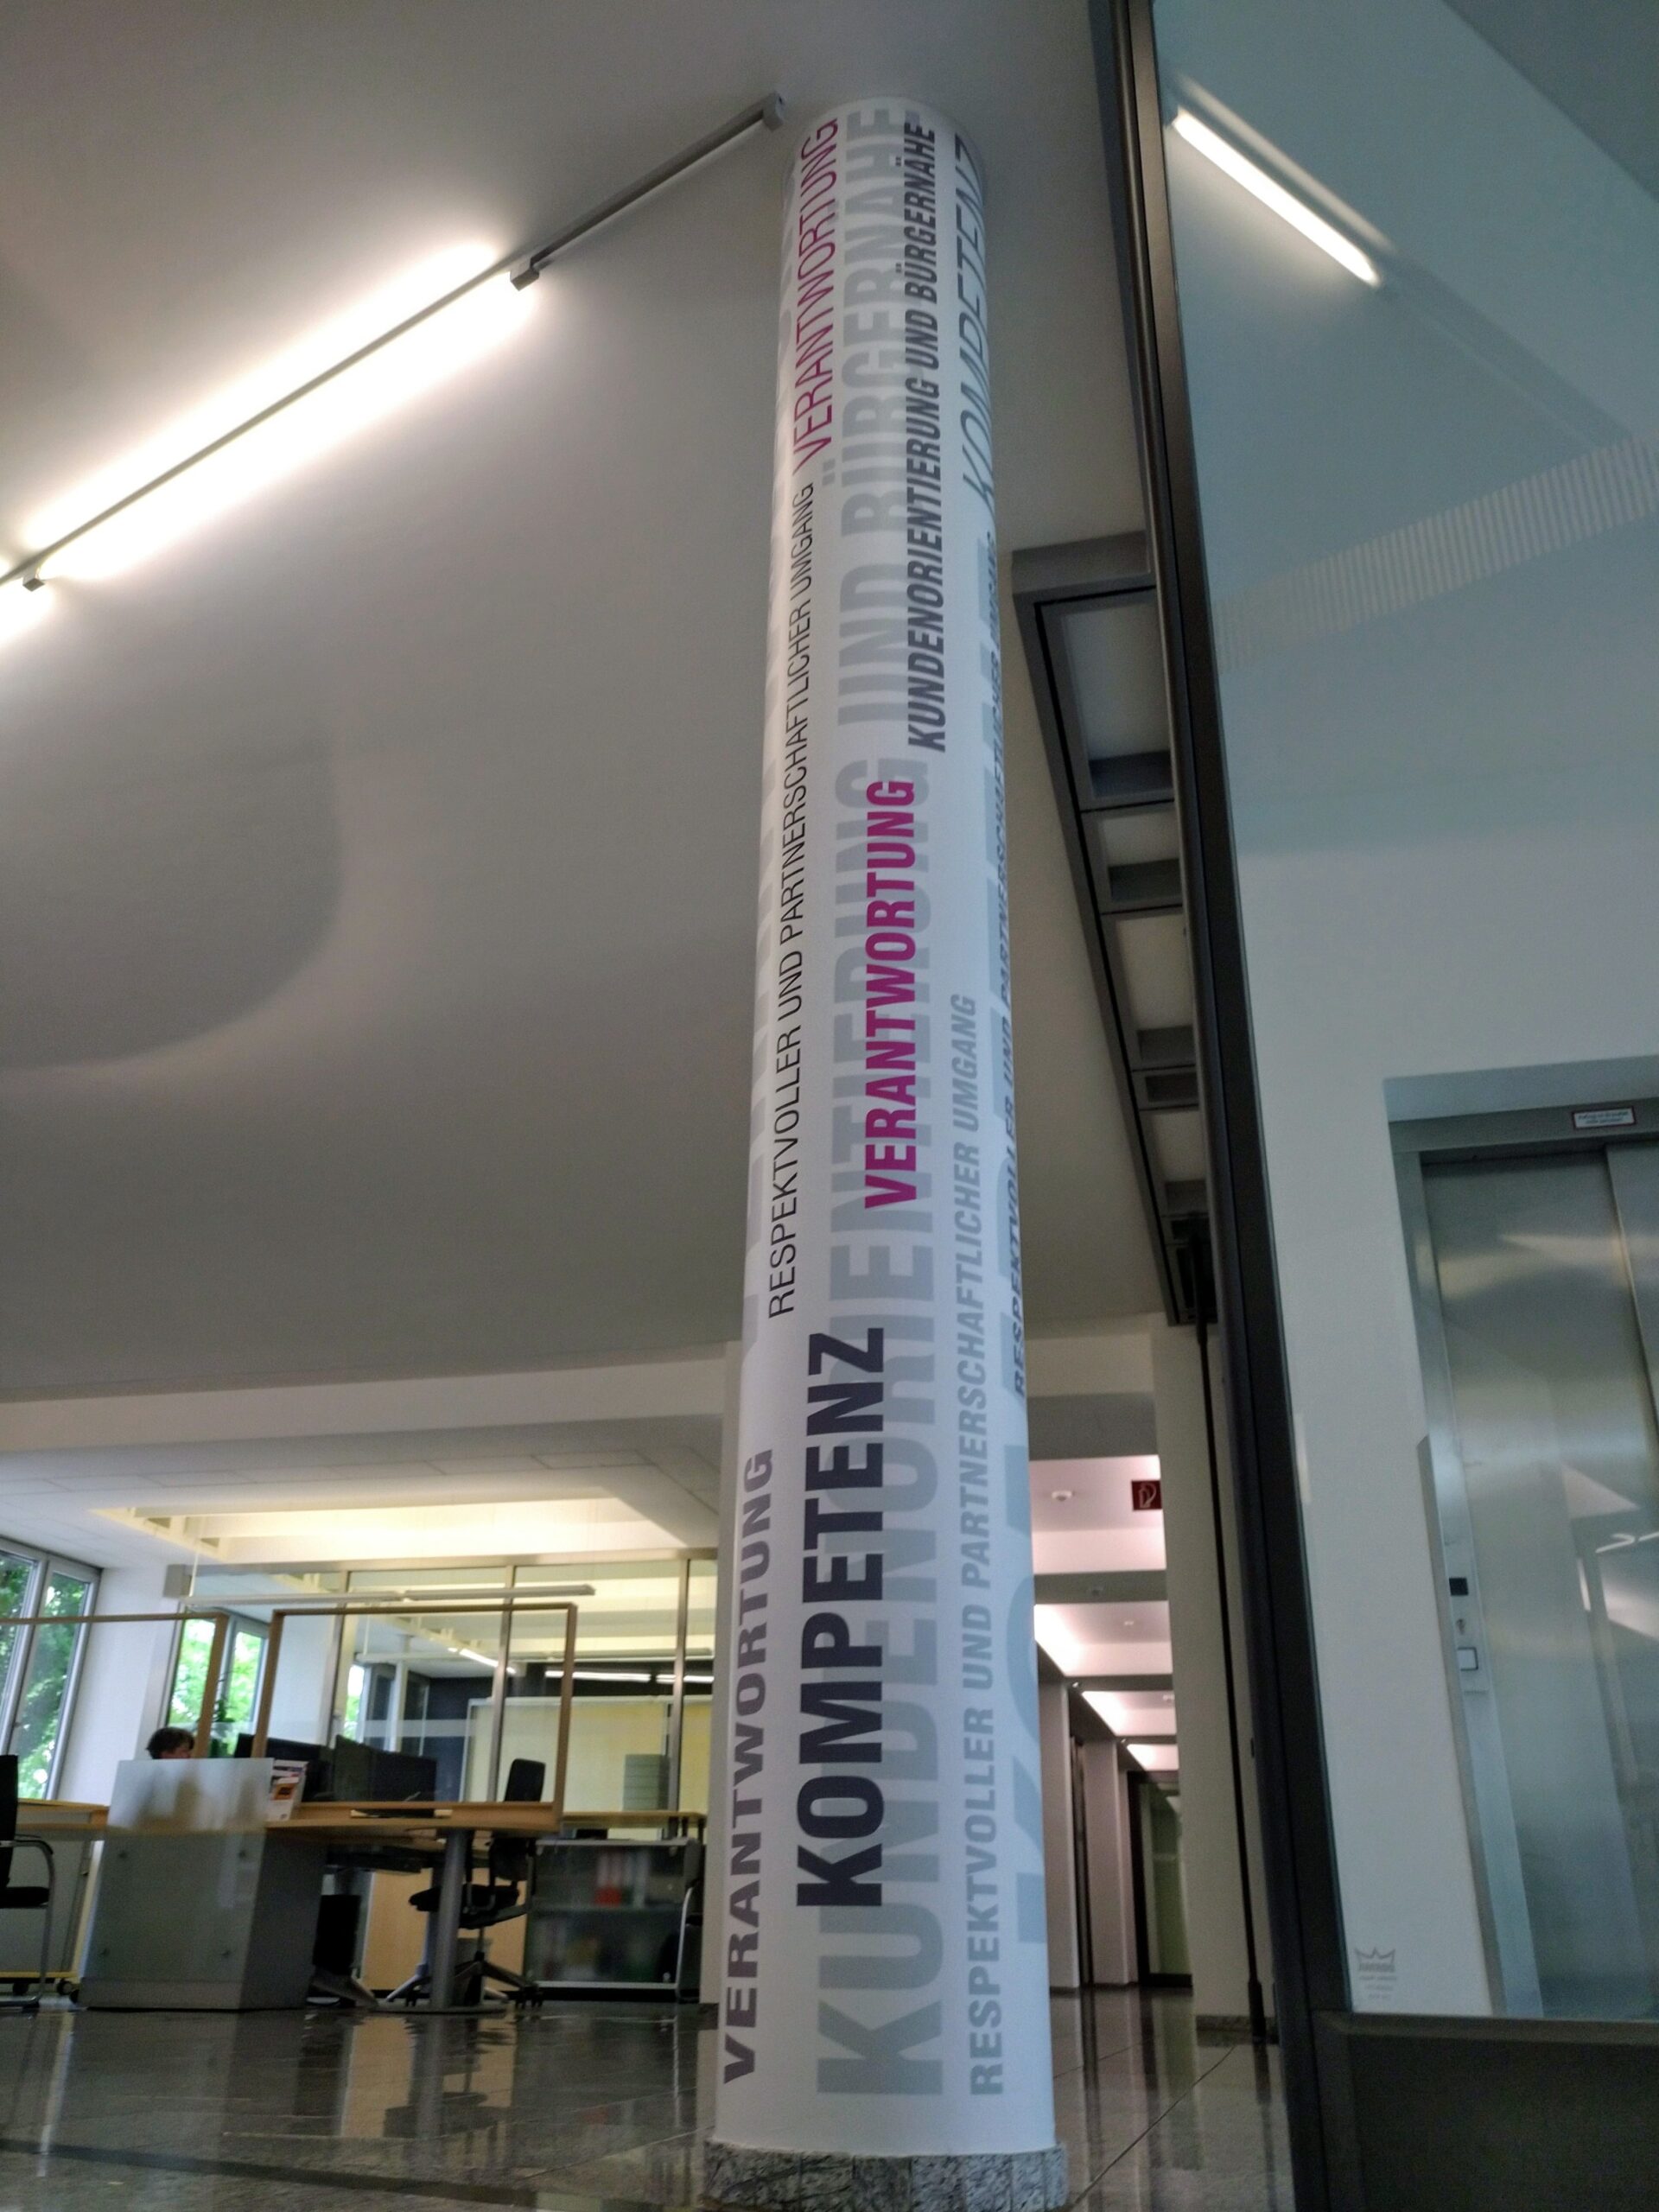 VERANTWORTUNG
RESPEKTVOLLER UND PARTNERSCHAFTLICHER UMGANG
VERANTWORTUNG
KOMPETENZ
KUNDENORIENTIERUNG UND BÜRGERNÄHE
VERANTWORTUNG
KUNDENORIENTIERUNG UND BÜRGERNÄHE
RESPEKTVOLLER UND PARTNERSCHAFTLICHER UMGANG
KOMPETENZ
RESPEKTVOLLER UND PARTNERSCHAFTLICHER UMGANG